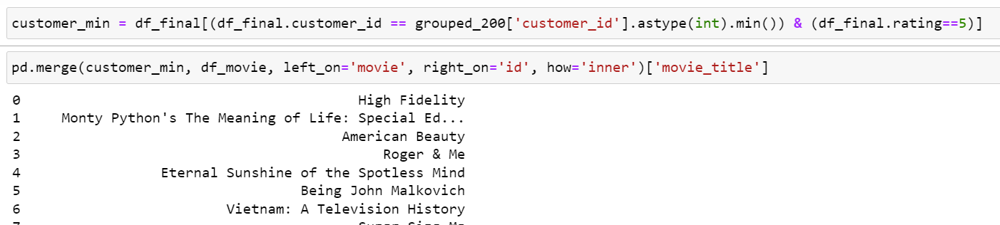 customer_min = df_final[(df_final.customer_id == grouped_200['customer_id'].astype(int).min()) & (df_final.rating==5)]
pd.merge(customer_min, df_movie, left_on='movie', right_on='id', how='inner')['movie_title']
0 High Fidelity
1 Monty Python's The Meaning of Life: Special Ed...
2 American Beauty
3 Roger & Me
4 Eternal Sunshine of the Spotless Mind
5 Being John Malkovich
6 Vietnam: A Television History